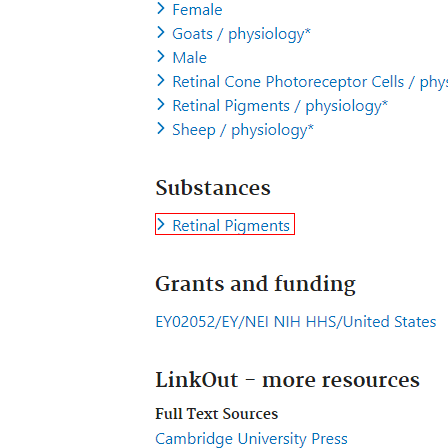 Female
Goats / physiology*
Male
Retinal Cone Photoreceptor Cells /
Retinal Pigments / physiology*
Sheep / physiology*
Substances
Retinal Pigments
Grants and funding
EY02052/EY/NEI NIH HHS/United States
LinkOut - more resources
Full Text Sources
Cambridge University Press